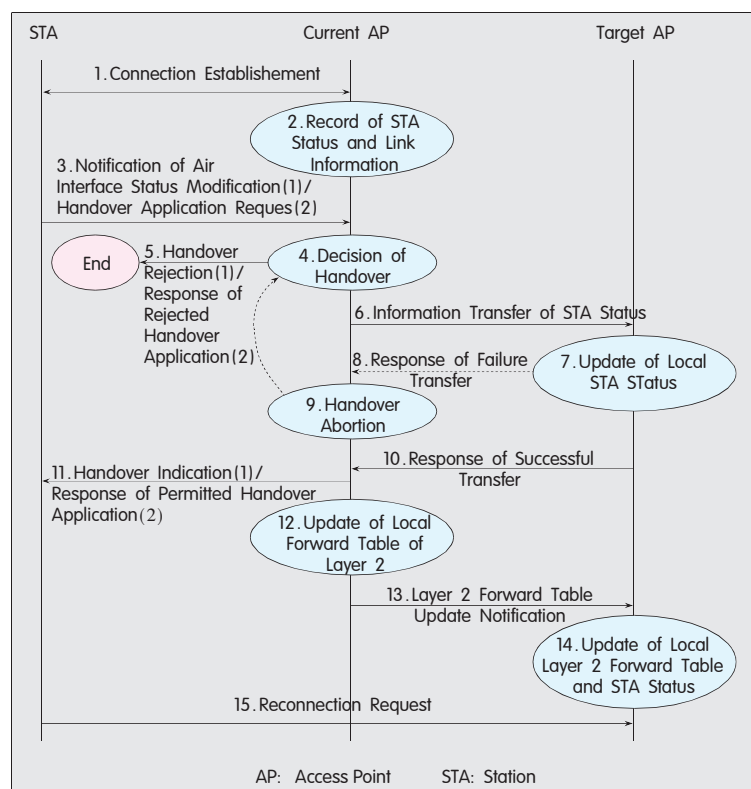 STA
Current AP
Target AP
1.Connection Establishement
2.Record of STA
Status and Link
Information
3.Notification of Air
Interface Status Modification(1)/
Handover Application Reques(2)
End
5.Handover
Rejection(1)/
Response of
Rejected
Handover
Application(2)
4.Decision of
Handover
6.Information Transfer of STA Status
8.Response of Failure
Transfer
7.Update of Local
STA STatus
9.Handover
Abortion
10.Response of Successful
Transfer
11.Handover Indication(1)/
Response of Permitted Handover
Application(2)
12.Update of Local
Forward Table of
Layer 2
13.Layer 2 Forward Table
Update Notification
14.Update of Local
Layer 2 Forward Table
and STA Status
15.Reconnection Request
AP: Access Point
STA: Station